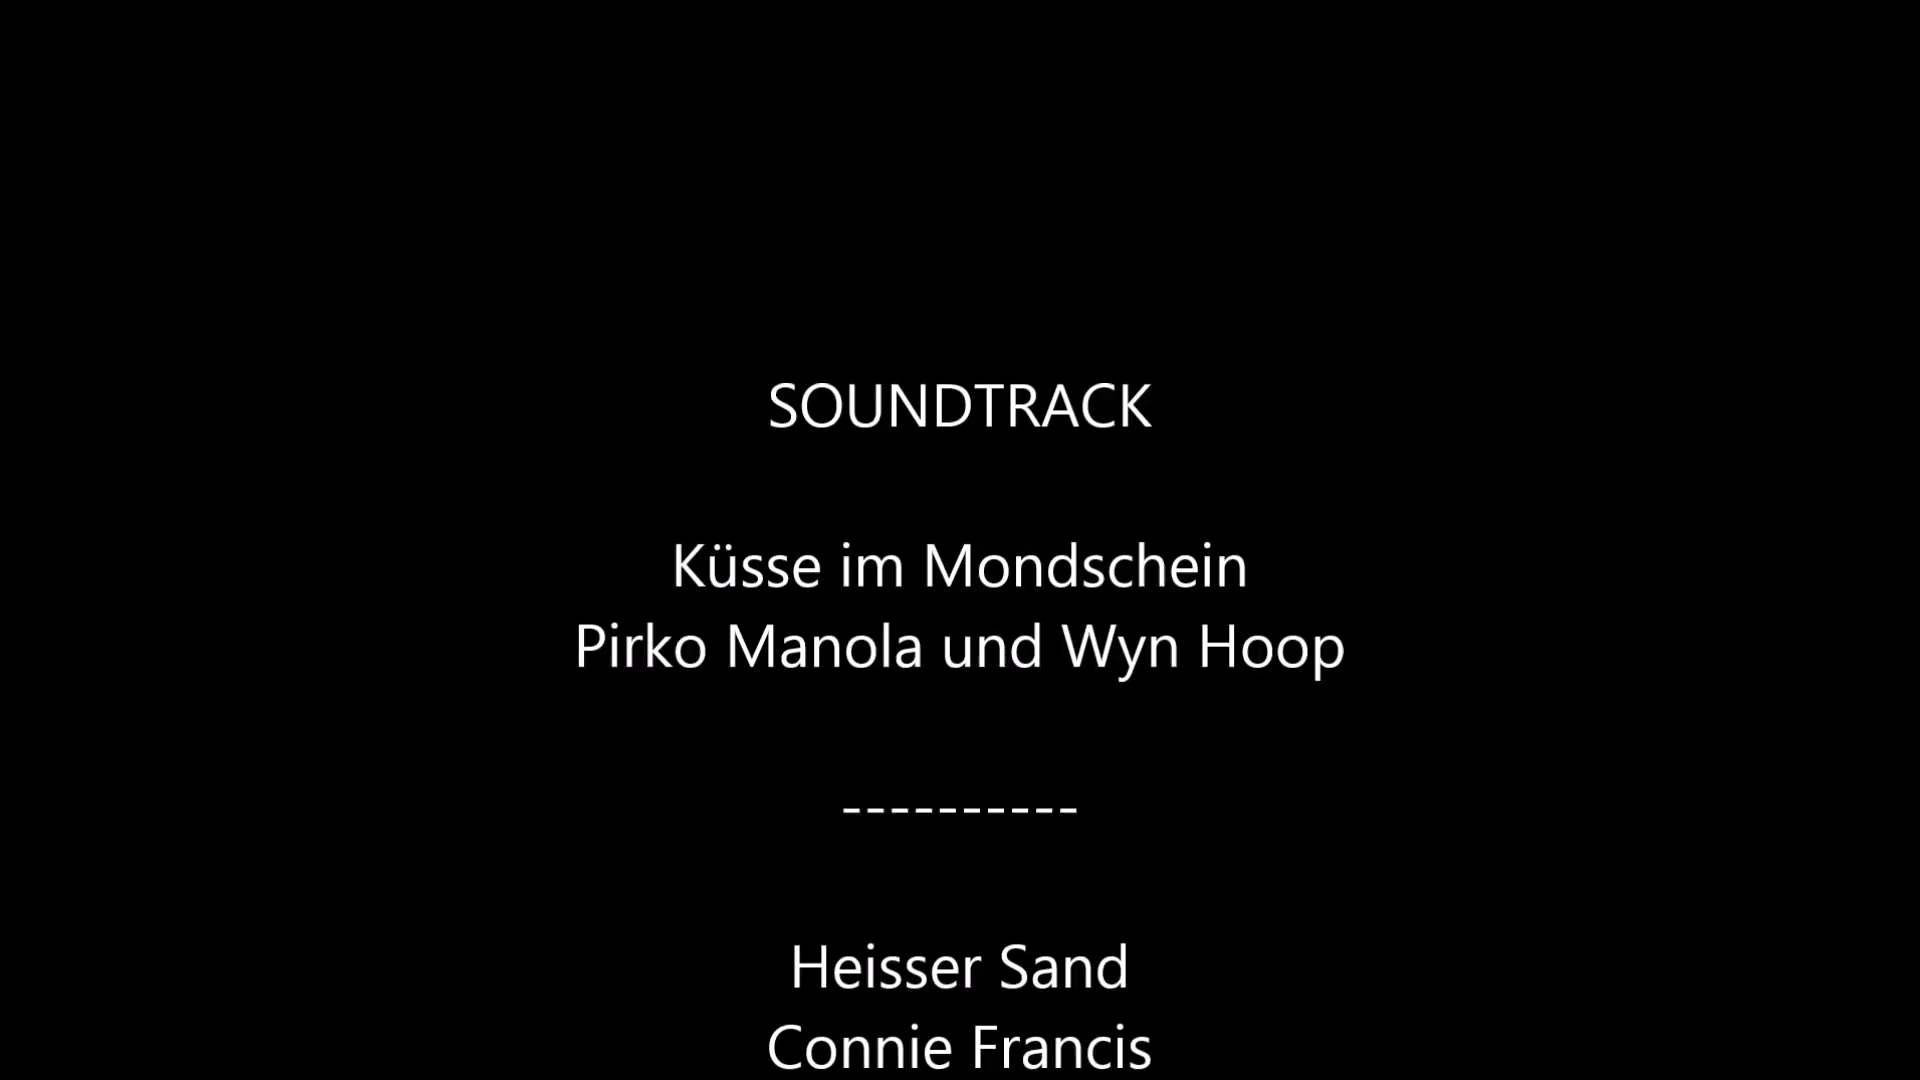 SOUNDTRACK
Küsse im Mondschein
Pirko Manola und Wyn Hoop
----------
Heisser Sand
Connie Francis